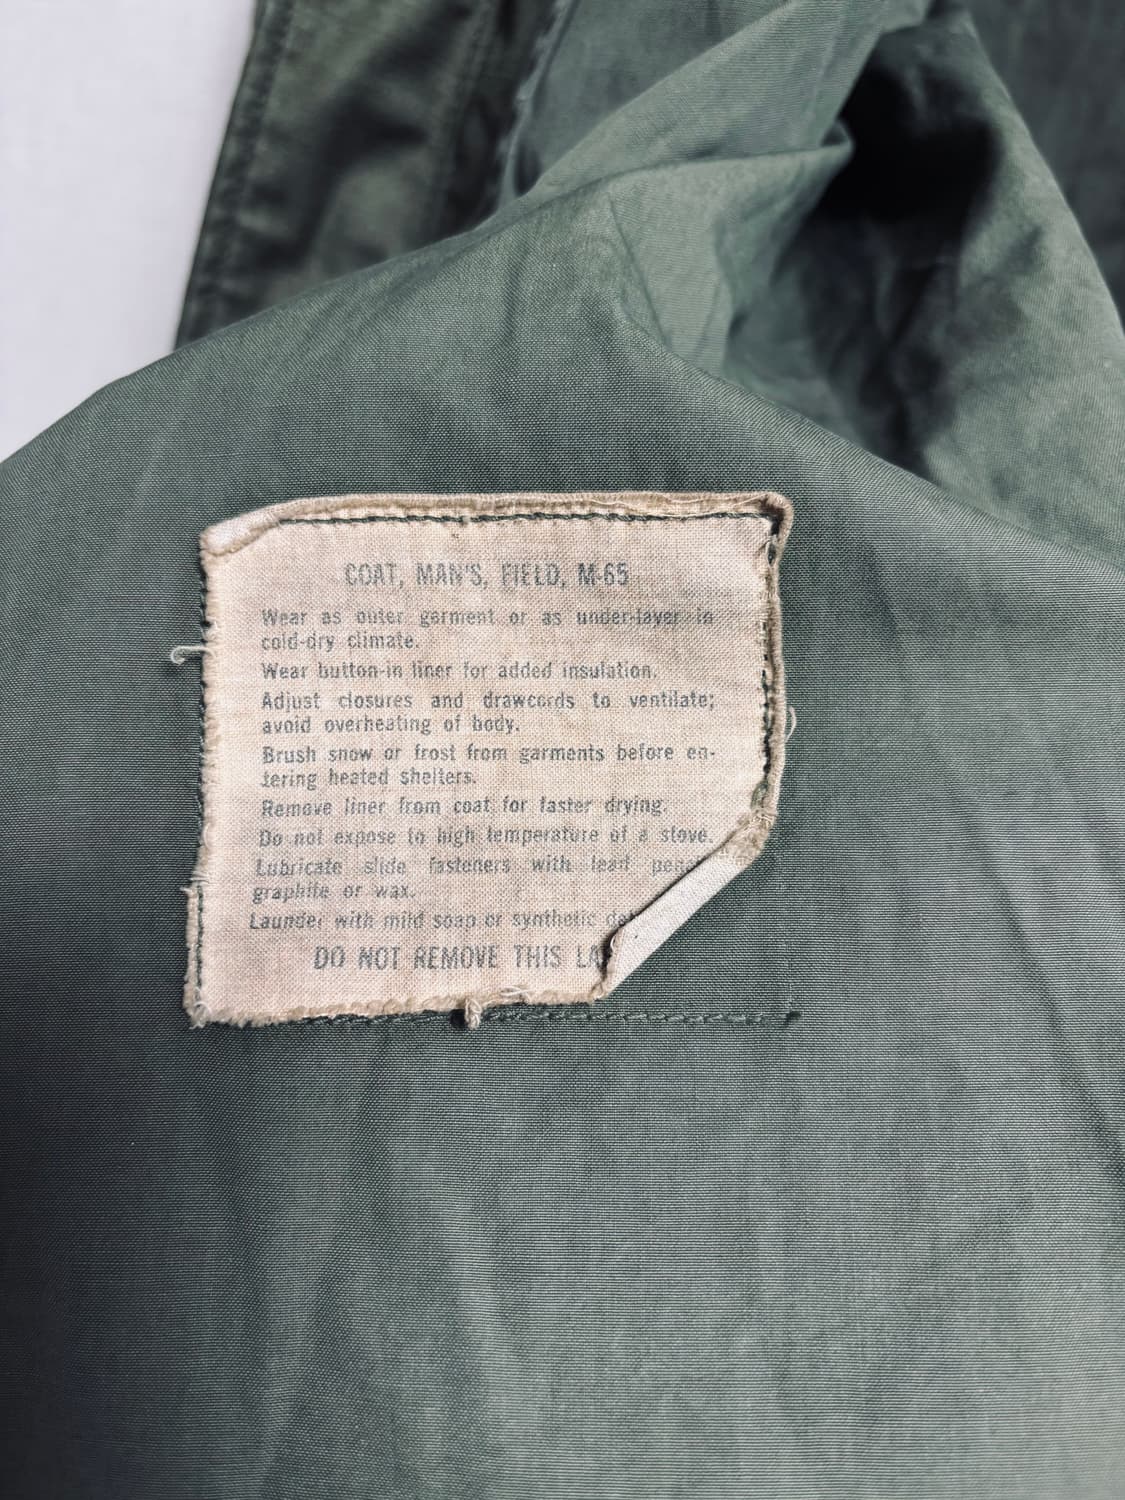 COAT, MAN'S, FIELD, M-65
Wear as outer garment or as under-layer in
cold-dry climate.
Wear button-in liner for added insulation.
Adjust closures and drawcords to ventilate;
avoid overheating of body.
Brush snow or frost from garments before en-
tering heated shelters.
Remove liner from coat for faster drying.
Do not expose to high temperature of a stove.
Lubricate slide fasteners with lead
graphite or wax.
Launder with mild soap or synthetic
DO NOT REMOVE THIS